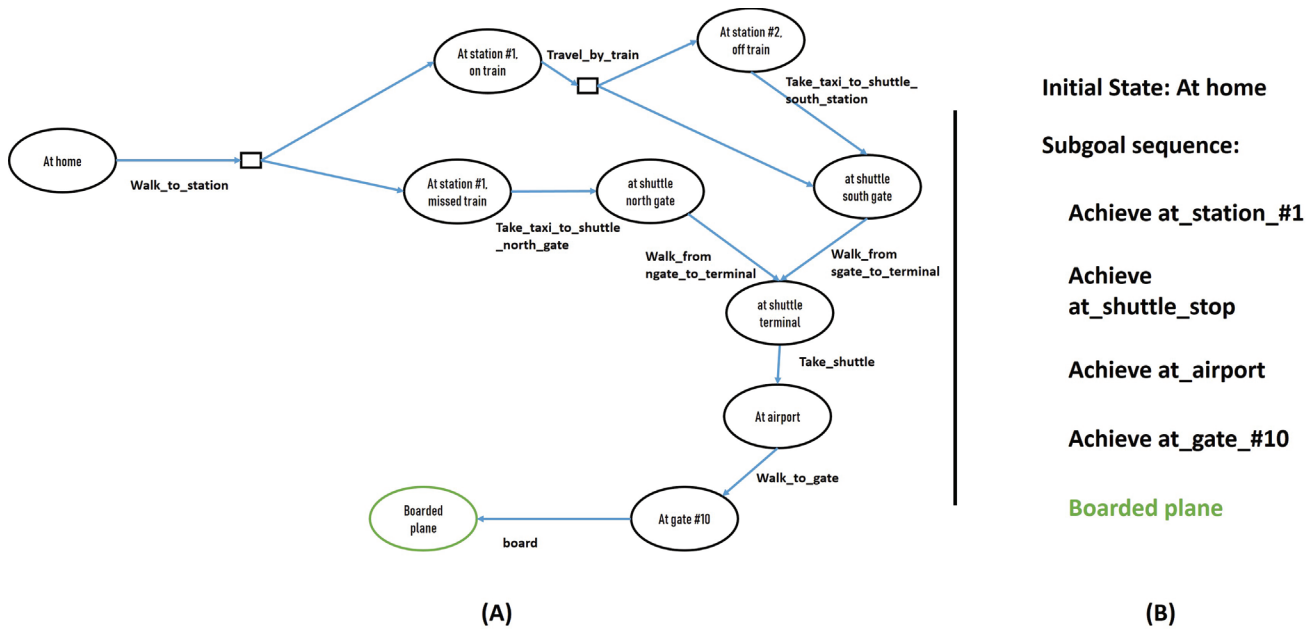 At station #1,
on train
Travel_by_train
At station #2,
off train
Take_taxi_to_shuttle_
south_station
At home
Walk_to_station
At station #1,
missed train
Take_taxi_to_shuttle
_north_gate
at shuttle
north gate
at shuttle
south gate
Walk_from
ngate_to_terminal
Walk_from
sgate_to_terminal
at shuttle
terminal
Take_shuttle
At airport
Walk_to_gate
At gate #10
board
Boarded
plane
(A)
Initial State: At home
Subgoal sequence:
Achieve at_station_#1
Achieve
at_shuttle_stop
Achieve at_airport
Achieve at_gate_#10
Boarded plane
(B)